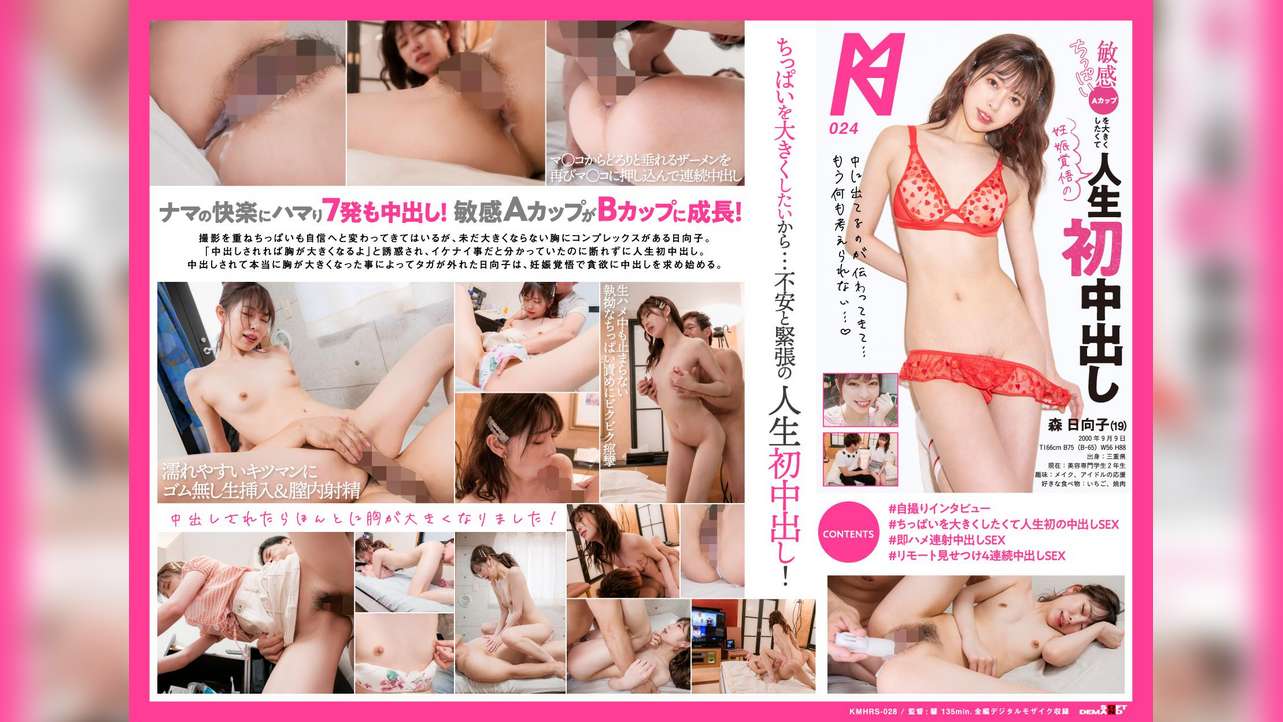 マ◯コからどろりと垂れるザーメンを
再びマ◯コに押し込んで連続中出し
ナマの快楽にハマり7発も中出し!敏感AカップがBカップに成長!
撮影を重ねちっぱいも自信へと変わってきてはいるが、未だ大きくならない胸にコンプレックスがある日向子。
「中出しされれば胸が大きくなるよ」と誘惑され、イケナイ事だと分かっていたのに断れずに人生初中出し。
中出しされて本当に胸が大きくなった事によってタガが外れた日向子は、妊娠覚悟で貪欲に中出しを求め始める。
生ハメ中も止まらない
執拗なちっぱい責めにビクビク痙攣
濡れやすいキツマンに
ゴム無し生挿入&膣内射精
中出しされたらほんとに胸が大きくなりました!
ちっぱいを大きくしたいから…不安と緊張の人生初中出し!
024
敏感
ちっぱい
Aカップ
を大きく
したくて
妊娠覚悟の
人生初中出し
中に出てるのが伝わってきて…
もう何も考えられない…♡
森 日向子(19)
2000年9月9日
T166cm B75(B-65) W56 H88
出身:三重県
現在:美容専門学生2年生
趣味:メイク、アイドルの応援
好きな食べ物:いちご、焼肉
CONTENTS
#自撮りインタビュー
#ちっぱいを大きくしたくて人生初の中出しSEX
#即ハメ連射中出しSEX
#リモート見せつけ4連続中出しSEX
KMHRS-028 / 監督:馨 135min. 全編デジタルモザイク収録
SOFT
DEMAND